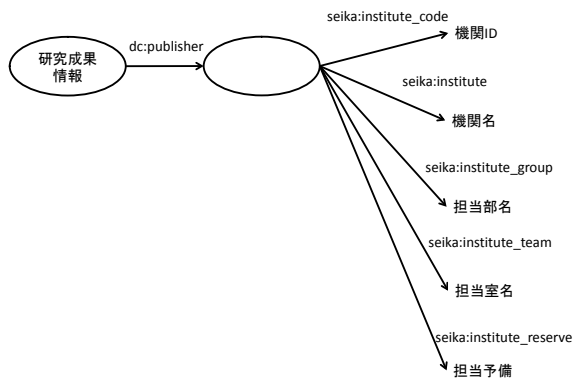 seika:institute_code
機関ID
dc:publisher
研究成果
情報
seika:institute
機関名
seika:institute_group
担当部名
seika:institute_team
担当室名
seika:institute_reserve
担当予備